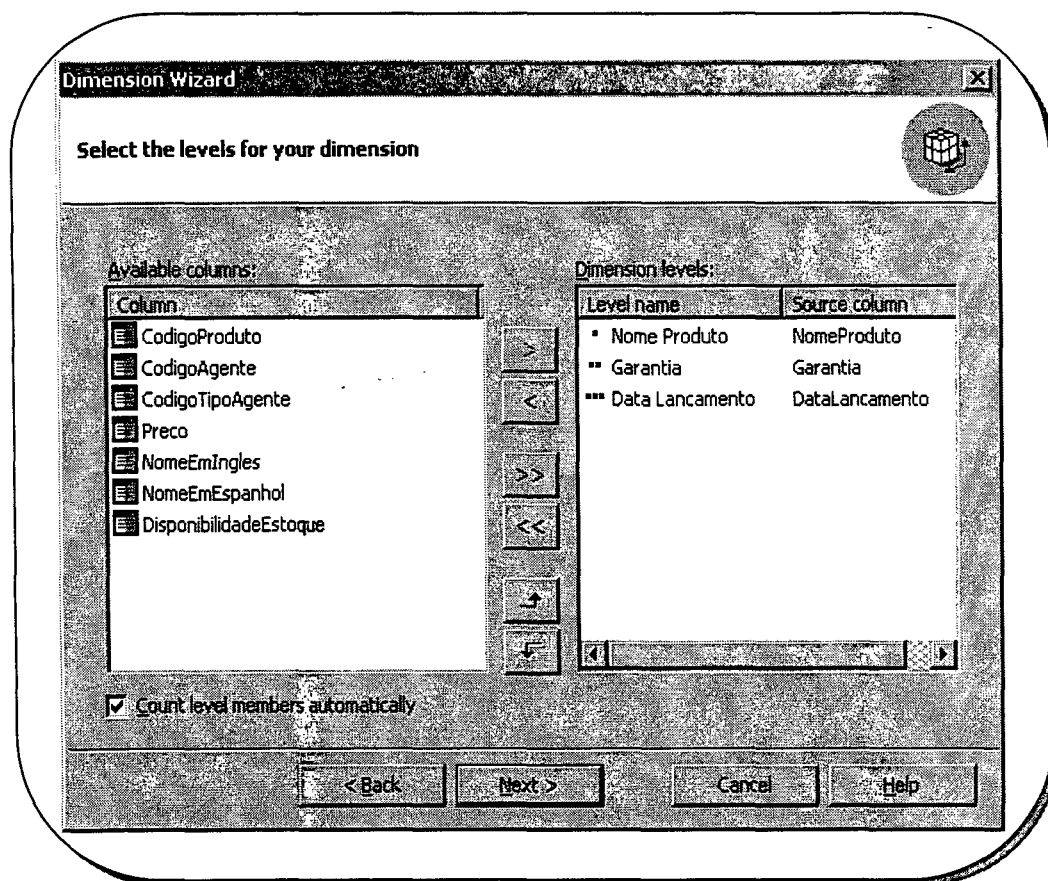 Dimension Wizard
Select the levels for your dimension
Available columns:
Column
CodigoProduto
CodigoAgente
CodigoTipoAgente
Preco
NomeEmIngles
NomeEmEspanhol
DisponibilidadeEstoque
>
<
>>
<<
Dimension levels:
Level name Source column
Nome Produto NomeProduto
Garantia Garantia
Data Lancamento DataLancamento
Count level members automatically
< Back Next > Cancel Help